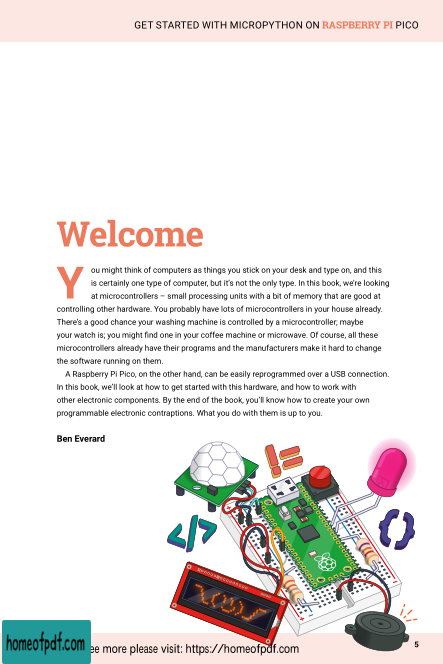 GET STARTED WITH MICROPYTHON ON RASPBERRY PI PICO
Welcome
You might think of computers as things you stick on your desk and type on, and this
is certainly one type of computer, but it's not the only type. In this book, we're looking
at microcontrollers – small processing units with a bit of memory that are good at
controlling other hardware. You probably have lots of microcontrollers in your house already.
There's a good chance your washing machine is controlled by a microcontroller; maybe
your watch is; you might find one in your coffee machine or microwave. Of course, all these
microcontrollers already have their programs and the manufacturers make it hard to change
the software running on them.
A Raspberry Pi Pico, on the other hand, can be easily reprogrammed over a USB connection.
In this book, we'll look at how to get started with this hardware, and how to work with
other electronic components. By the end of the book, you'll know how to create your own
programmable electronic contraptions. What you do with them is up to you.
Ben Everard
!=
</>
{}
5
homeofpdf.com
ee more please visit: https://homeofpdf.com